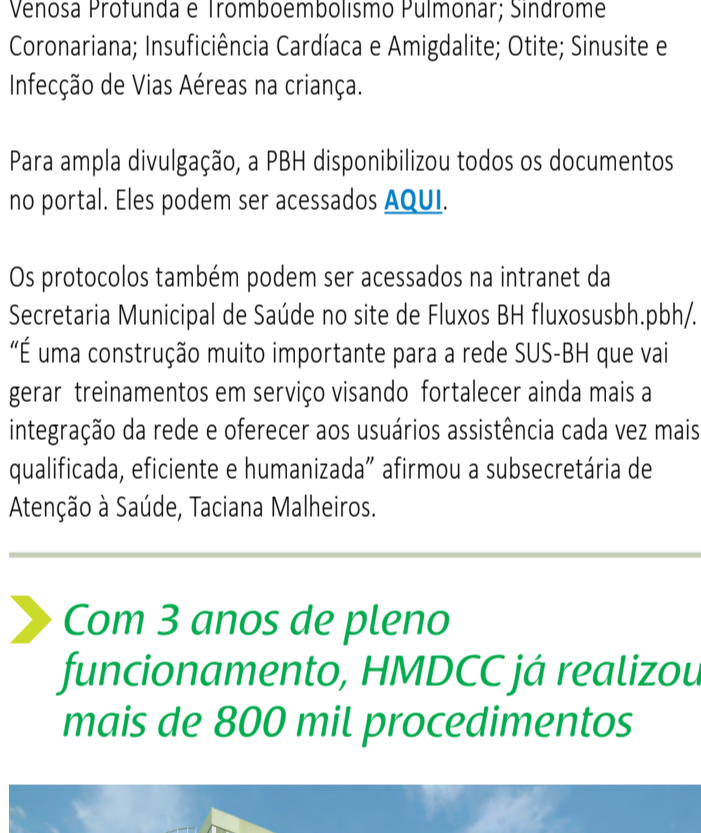 Venosa Profunda e Tromboembolismo Pulmonar; Síndrome
Coronariana; Insuficiência Cardíaca e Amigdalite; Otite; Sinusite e
Infecção de Vias Aéreas na criança.
Para ampla divulgação, a PBH disponibilizou todos os documentos
no portal. Eles podem ser acessados AQUI.
Os protocolos também podem ser acessados na intranet da
Secretaria Municipal de Saúde no site de Fluxos BH fluxosusbh.pbh/.
“É uma construção muito importante para a rede SUS-BH que vai
gerar treinamentos em serviço visando fortalecer ainda mais a
integração da rede e oferecer aos usuários assistência cada vez mais
qualificada, eficiente e humanizada” afirmou a subsecretária de
Atenção à Saúde, Taciana Malheiros.
Com 3 anos de pleno
funcionamento, HMDCC já realizou
mais de 800 mil procedimentos